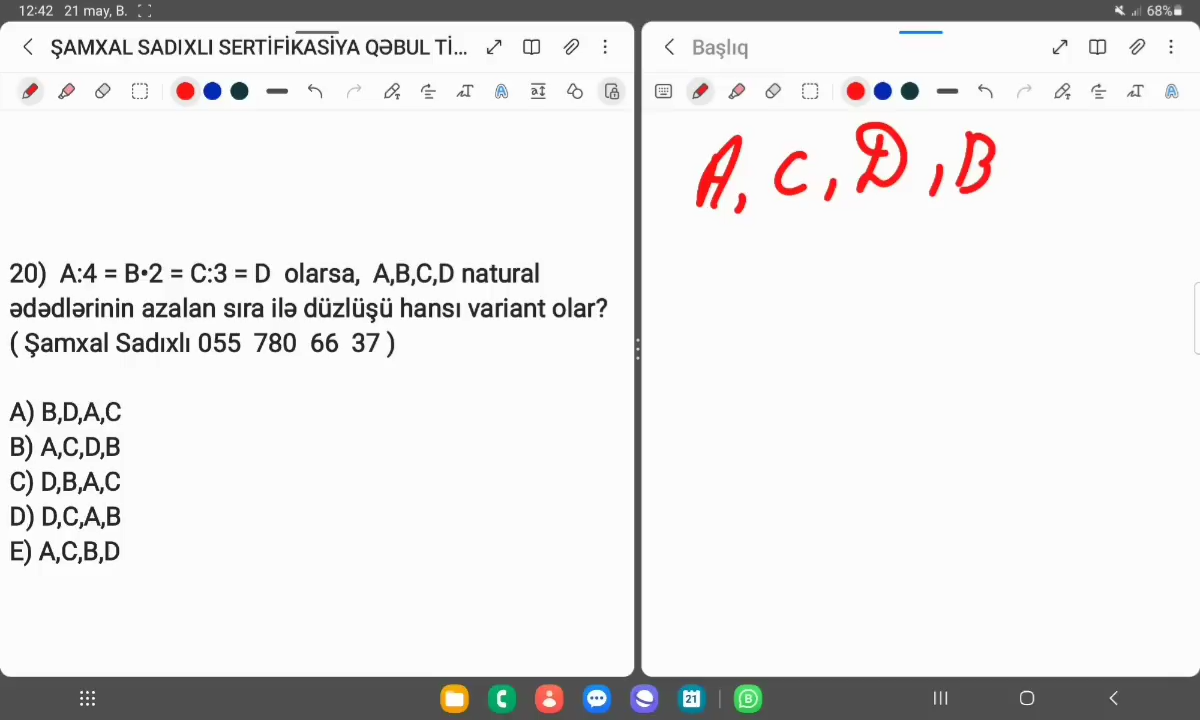 12:42 21 may, B. 68%
ŞAMXAL SADIXLI SERTİFİKASİYA QƏBUL Tİ...
Başlıq
A, C, D, B
20) A:4 = B•2 = C:3 = D olarsa, A,B,C,D natural
ədədlərinin azalan sıra ilə düzlüşü hansı variant olar?
( Şamxal Sadıxlı 055 780 66 37 )
A) B,D,A,C
B) A,C,D,B
C) D,B,A,C
D) D,C,A,B
E) A,C,B,D
21